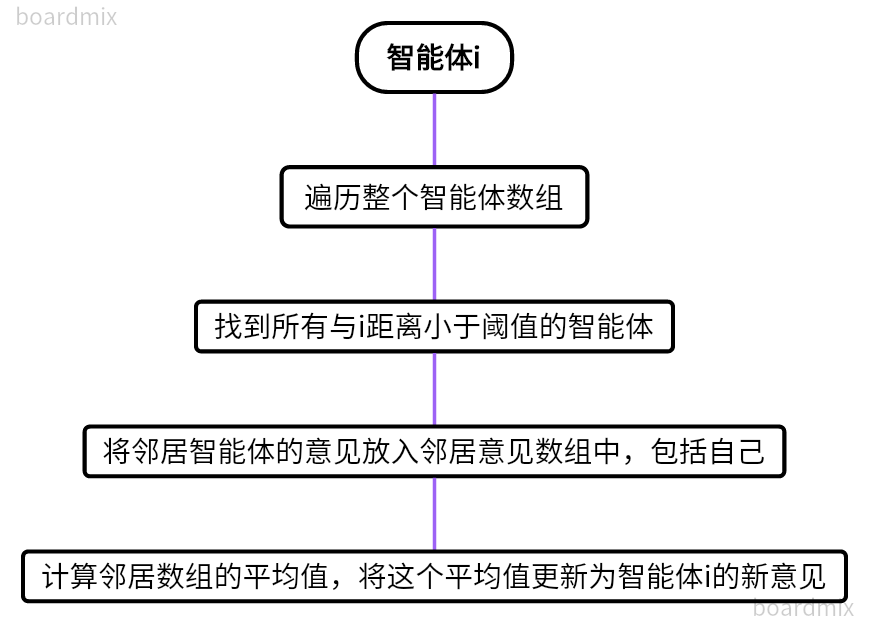 boardmix
智能体i
遍历整个智能体数组
找到所有与i距离小于阈值的智能体
将邻居智能体的意见放入邻居意见数组中，包括自己
计算邻居数组的平均值，将这个平均值更新为智能体i的新意见
boardmix